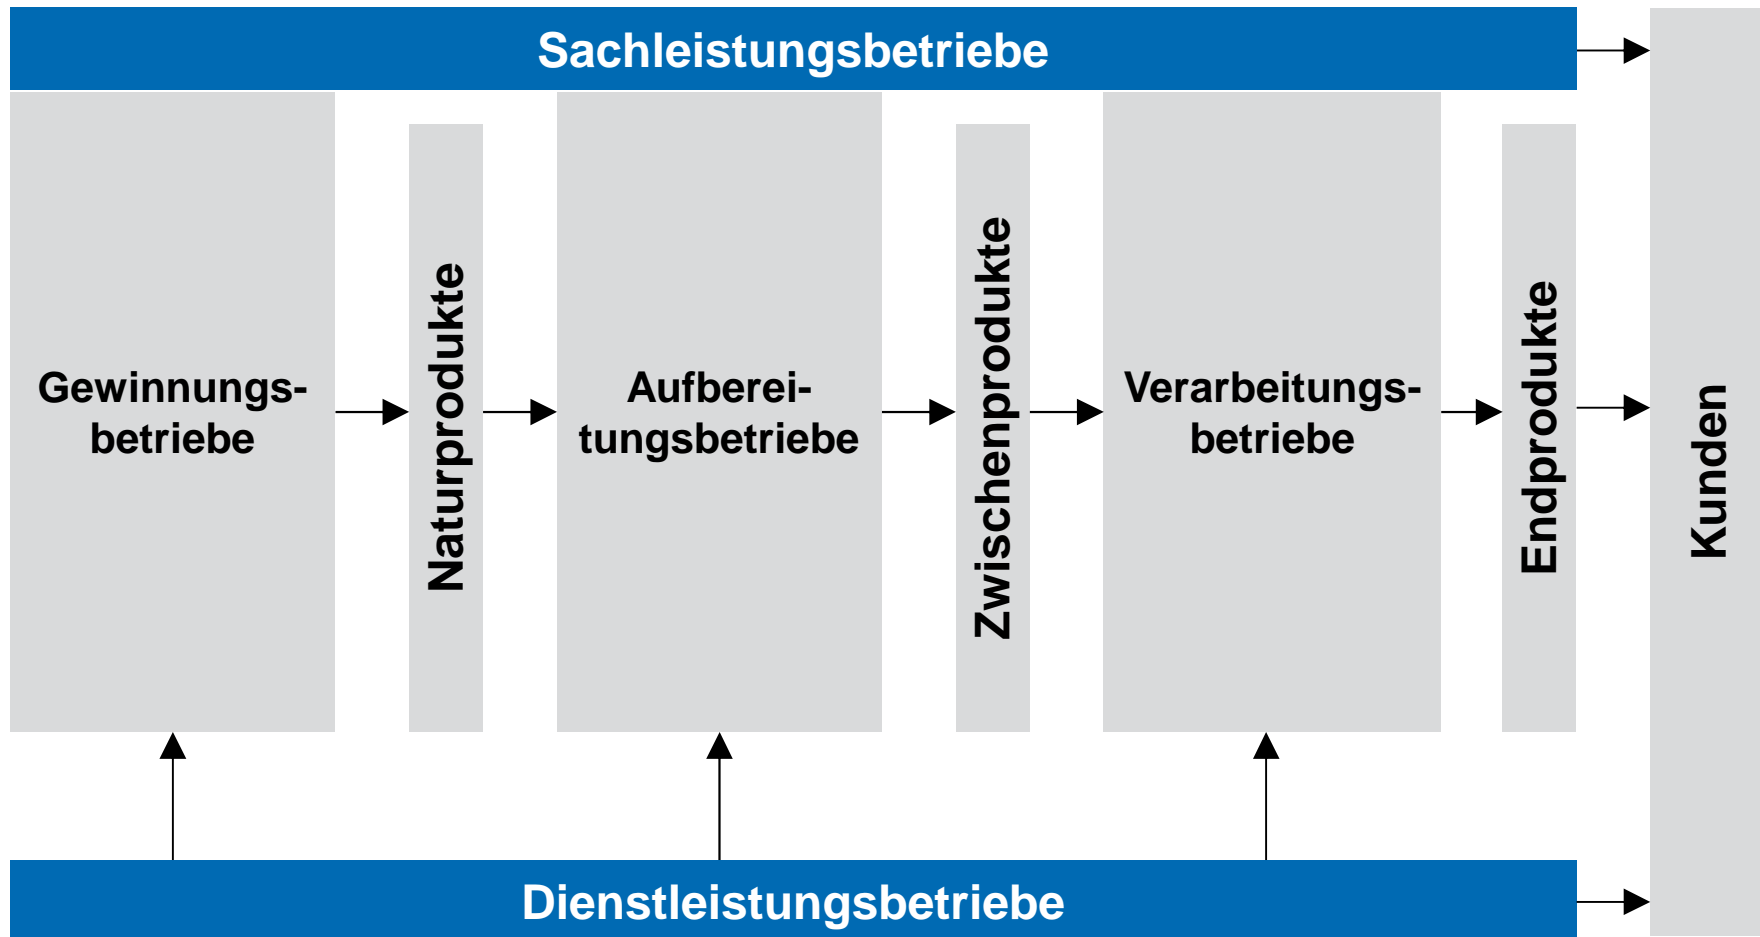 Sachleistungsbetriebe
Gewinnungs-
betriebe
Naturprodukte
Aufberei-
tungsbetriebe
Zwischenprodukte
Verarbeitungs-
betriebe
Endprodukte
Kunden
Dienstleistungsbetriebe